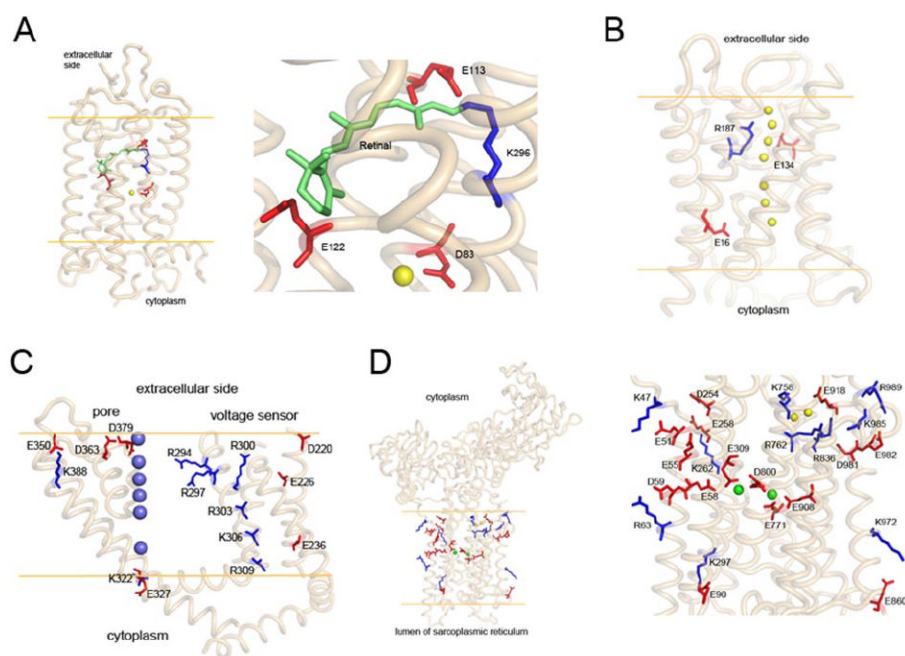 A
extracellular
side
cytoplasm
E113
Retinal
K296
E122
D83
B
extracellular side
R187
E134
E16
cytoplasm
C
extracellular side
pore
voltage sensor
D379
E350
D363
K388
R294
R300
D220
R297
E226
R303
K306
E236
R309
K322
E327
cytoplasm
D
cytoplasm
lumen of sarcoplasmic reticulum
K47
D254
K758
E918
R989
E258
E51
E309
R762
K985
E55
K262
D800
R836
D981
E982
D59
E58
E908
E771
R63
K972
K297
E90
E860